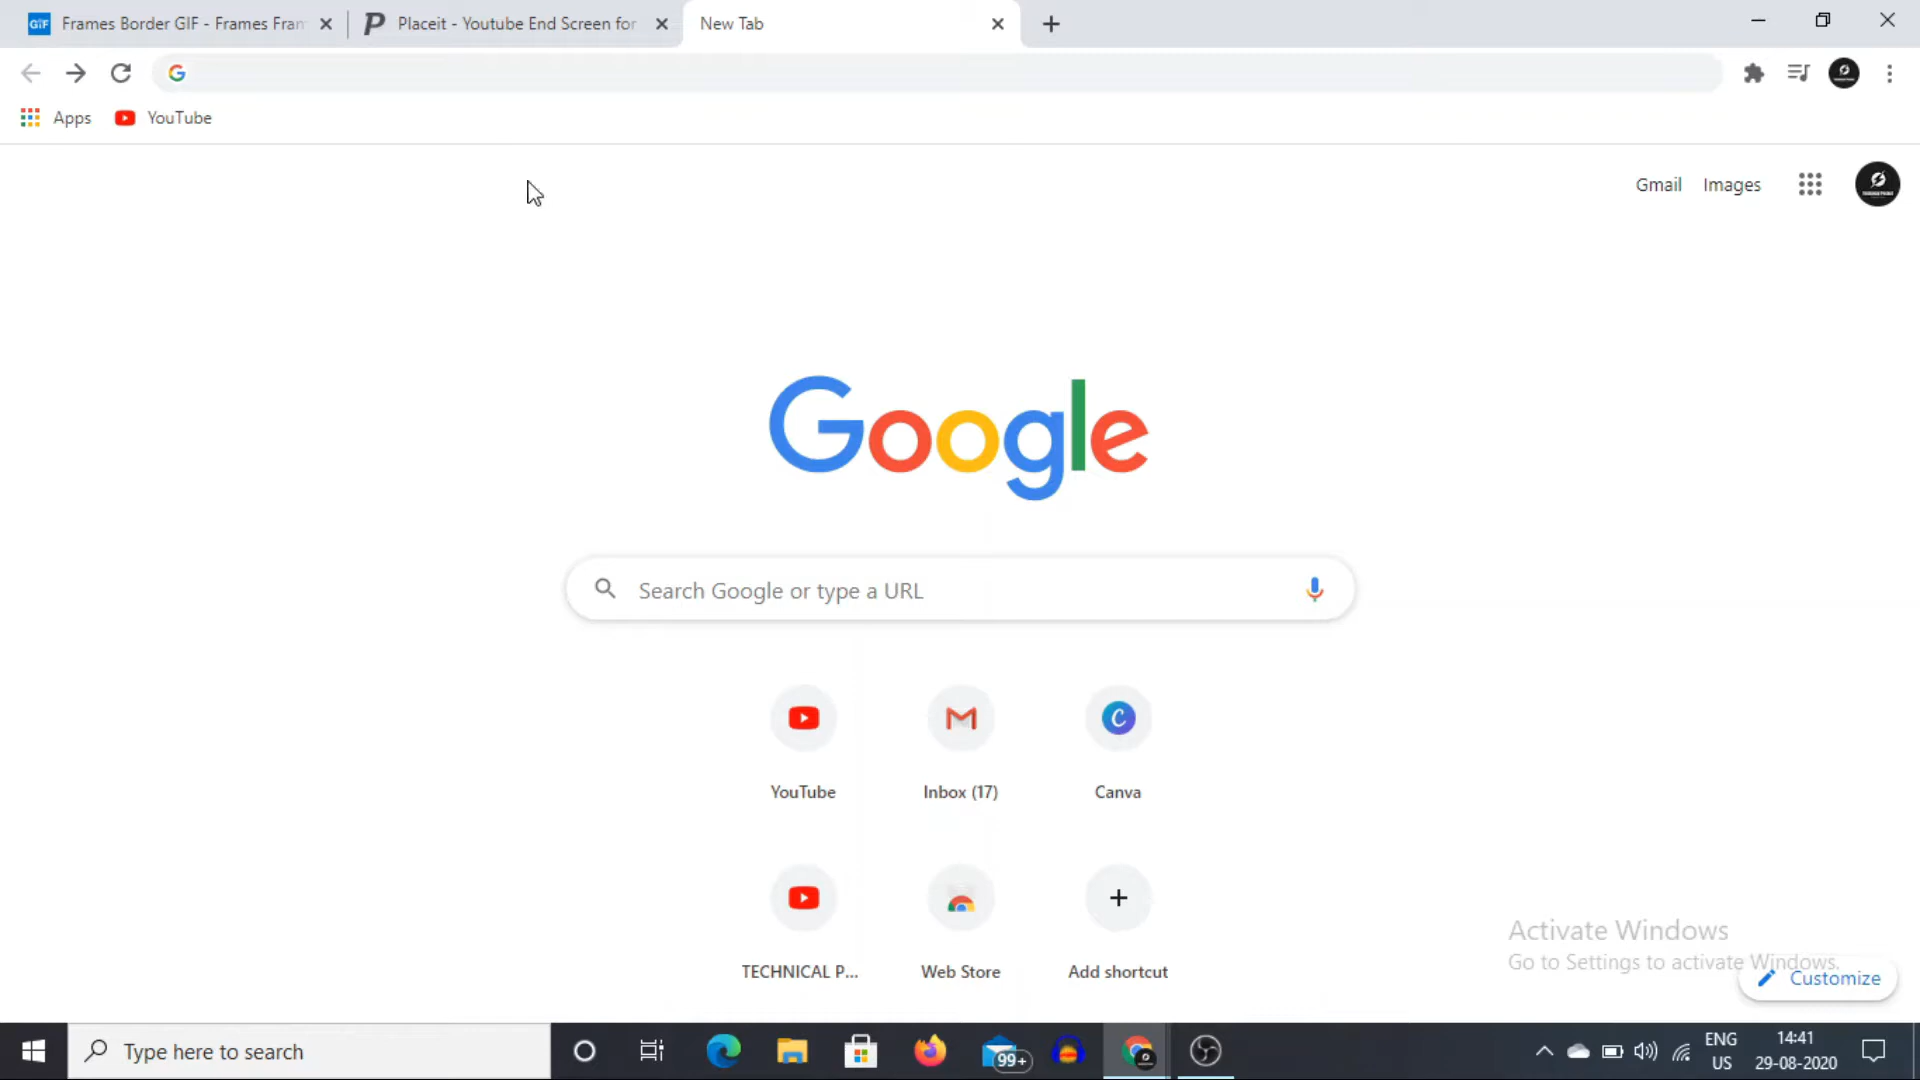 GIF Frames Border GIF - Frames Fram
P Placeit - Youtube End Screen for
New Tab
Apps
YouTube
Gmail
Images
Google
Search Google or type a URL
YouTube
Inbox (17)
Canva
TECHNICAL P...
Web Store
Add shortcut
Activate Windows
Go to Settings to activate Windows.
Customize
Type here to search
99+
ENG
US
14:41
29-08-2020